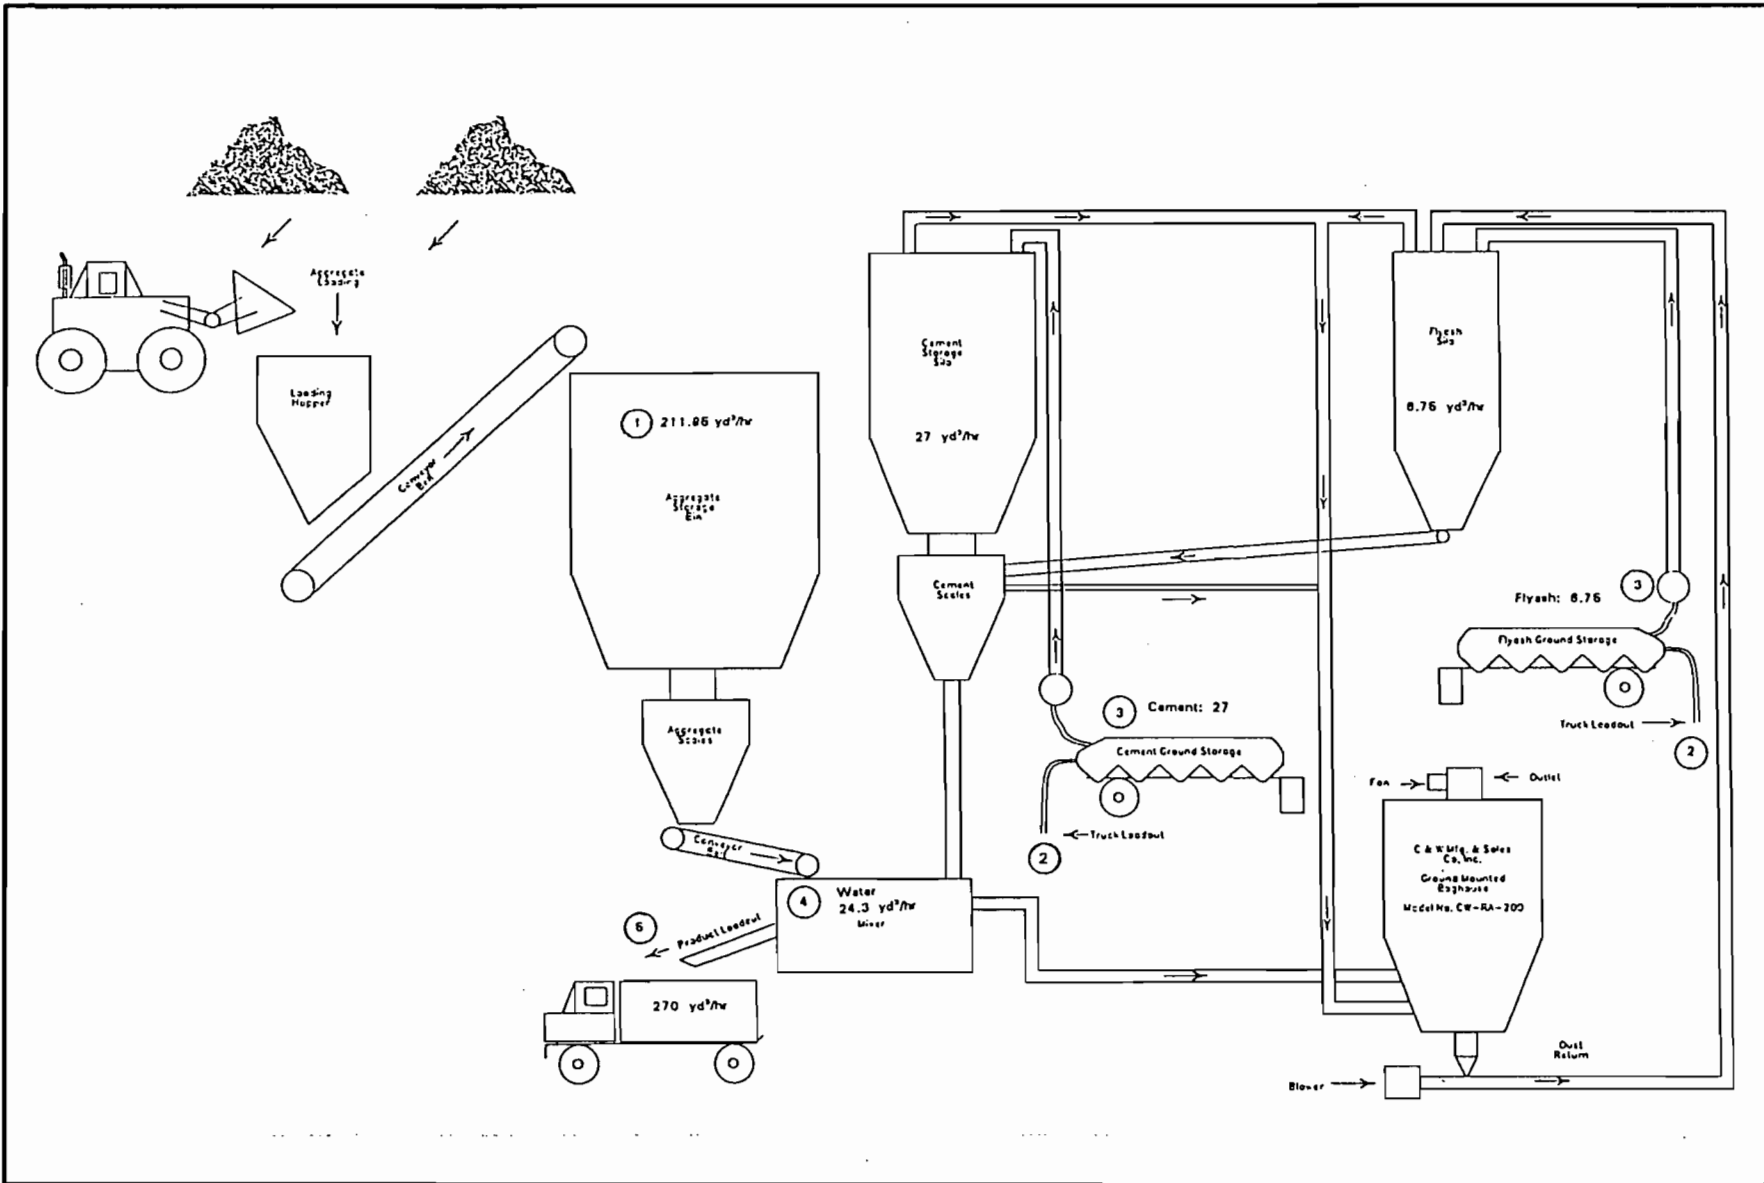 Aggregate
Loading
Loading
Hopper
Conveyor
Belt
1 211.95 yd³/hr
Aggregate
Storage
Bin
Aggregate
Scales
Conveyor
Belt
Cement
Storage
Silo
27 yd³/hr
Cement
Scales
Flyash
Silo
6.75 yd³/hr
3
Flyash: 6.75
Flyash Ground Storage
Truck Loadout
2
3 Cement: 27
Cement Ground Storage
Truck Loadout
2
Fan
Outlet
C & W Mfg. & Sales
Co, Inc.
Ground Mounted
Baghouse
Model No. CW-RA-200
4 Water
24.3 yd³/hr
Mixer
5 Product Loadout
270 yd³/hr
Dust
Return
Blower